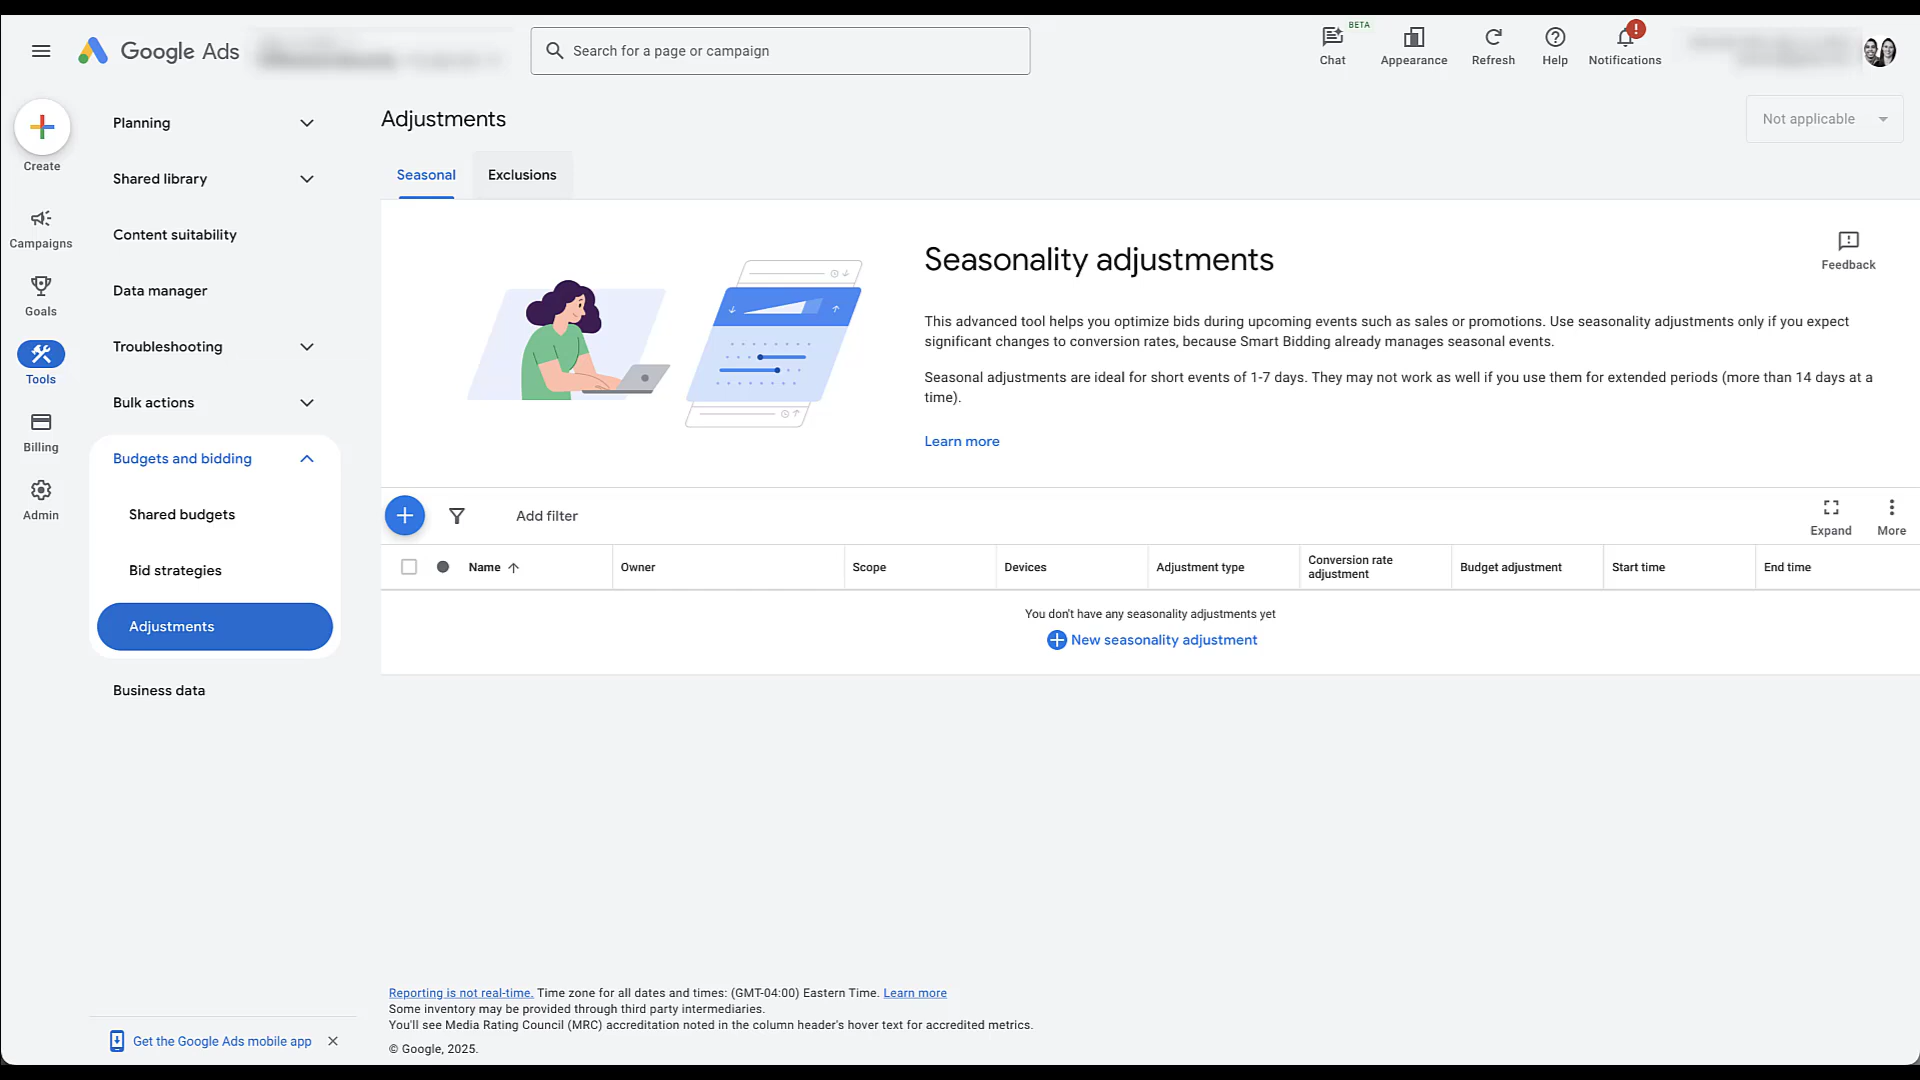 Google Ads
Search for a page or campaign
Chat
BETA
Appearance
Refresh
Help
Notifications
Create
Campaigns
Goals
Tools
Billing
Admin
Planning
Shared library
Content suitability
Data manager
Troubleshooting
Bulk actions
Budgets and bidding
Shared budgets
Bid strategies
Adjustments
Business data
Get the Google Ads mobile app
Adjustments
Not applicable
Seasonal
Exclusions
Seasonality adjustments
Feedback
This advanced tool helps you optimize bids during upcoming events such as sales or promotions. Use seasonality adjustments only if you expect
significant changes to conversion rates, because Smart Bidding already manages seasonal events.
Seasonal adjustments are ideal for short events of 1-7 days. They may not work as well if you use them for extended periods (more than 14 days at a
time).
Learn more
Add filter
Expand
More
Name
Owner
Scope
Devices
Adjustment type
Conversion rate
adjustment
Budget adjustment
Start time
End time
You don't have any seasonality adjustments yet
New seasonality adjustment
Reporting is not real-time. Time zone for all dates and times: (GMT-04:00) Eastern Time. Learn more
Some inventory may be provided through third party intermediaries.
You'll see Media Rating Council (MRC) accreditation noted in the column header's hover text for accredited metrics.
© Google, 2025.